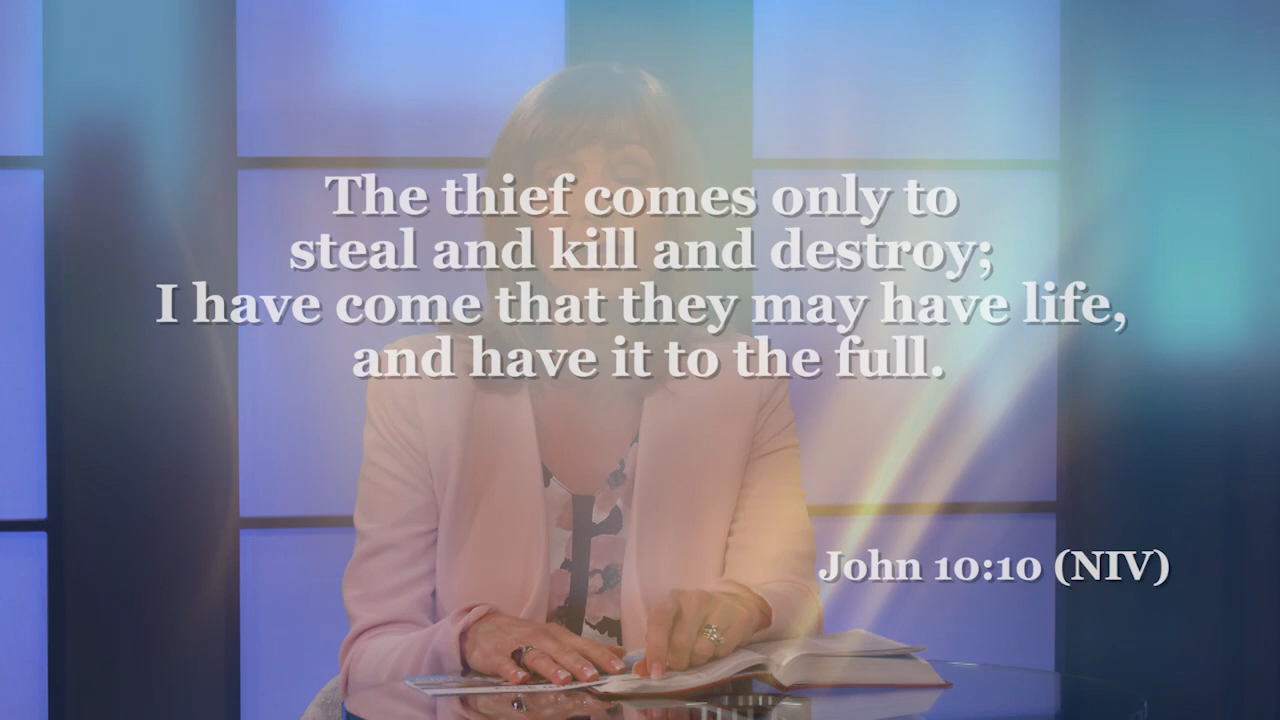 The thief comes only to
steal and kill and destroy;
I have come that they may have life,
and have it to the full.
John 10:10 (NIV)